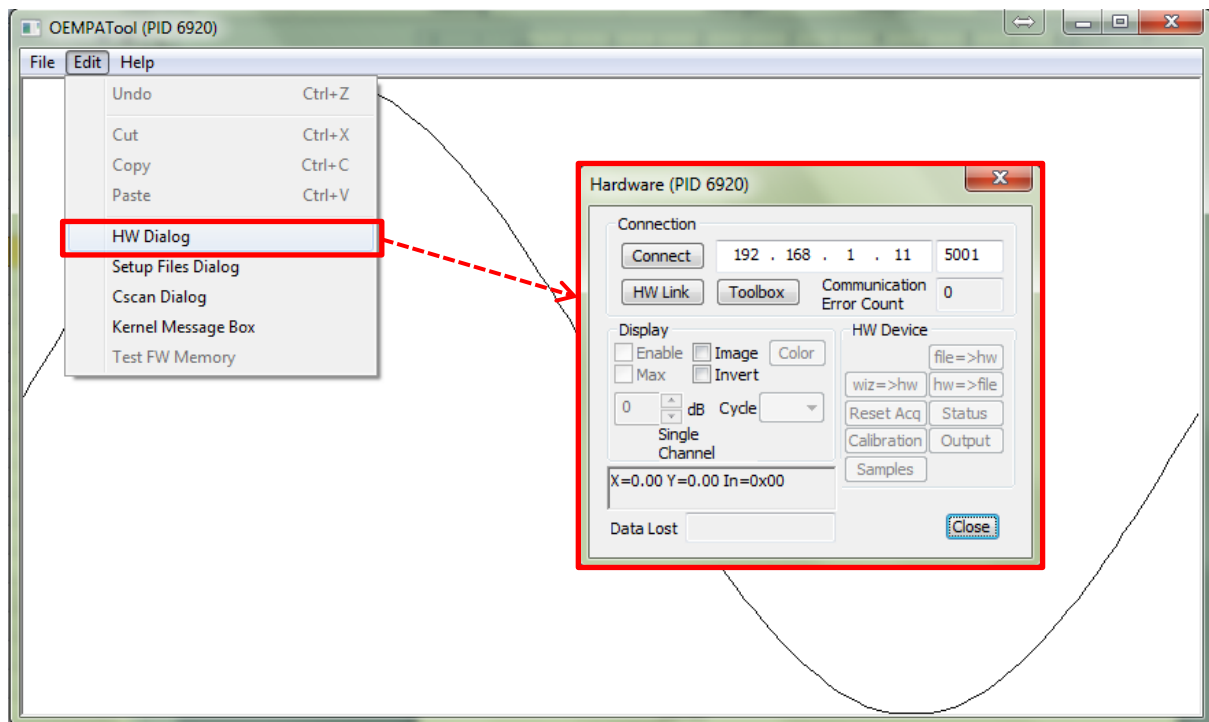 OEMPATool (PID 6920)
File Edit Help
Undo Ctrl+Z
Cut Ctrl+X
Copy Ctrl+C
Paste Ctrl+V
HW Dialog
Setup Files Dialog
Cscan Dialog
Kernel Message Box
Test FW Memory
Hardware (PID 6920)
Connection
Connect 192 . 168 . 1 . 11 5001
HW Link Toolbox Communication
Error Count 0
Display
Enable Image Color
Max Invert
0 dB Cycle
Single
Channel
HW Device
file=>hw
wiz=>hw hw=>file
Reset Acq Status
Calibration Output
Samples
X=0.00 Y=0.00 In=0x00
Data Lost
Close